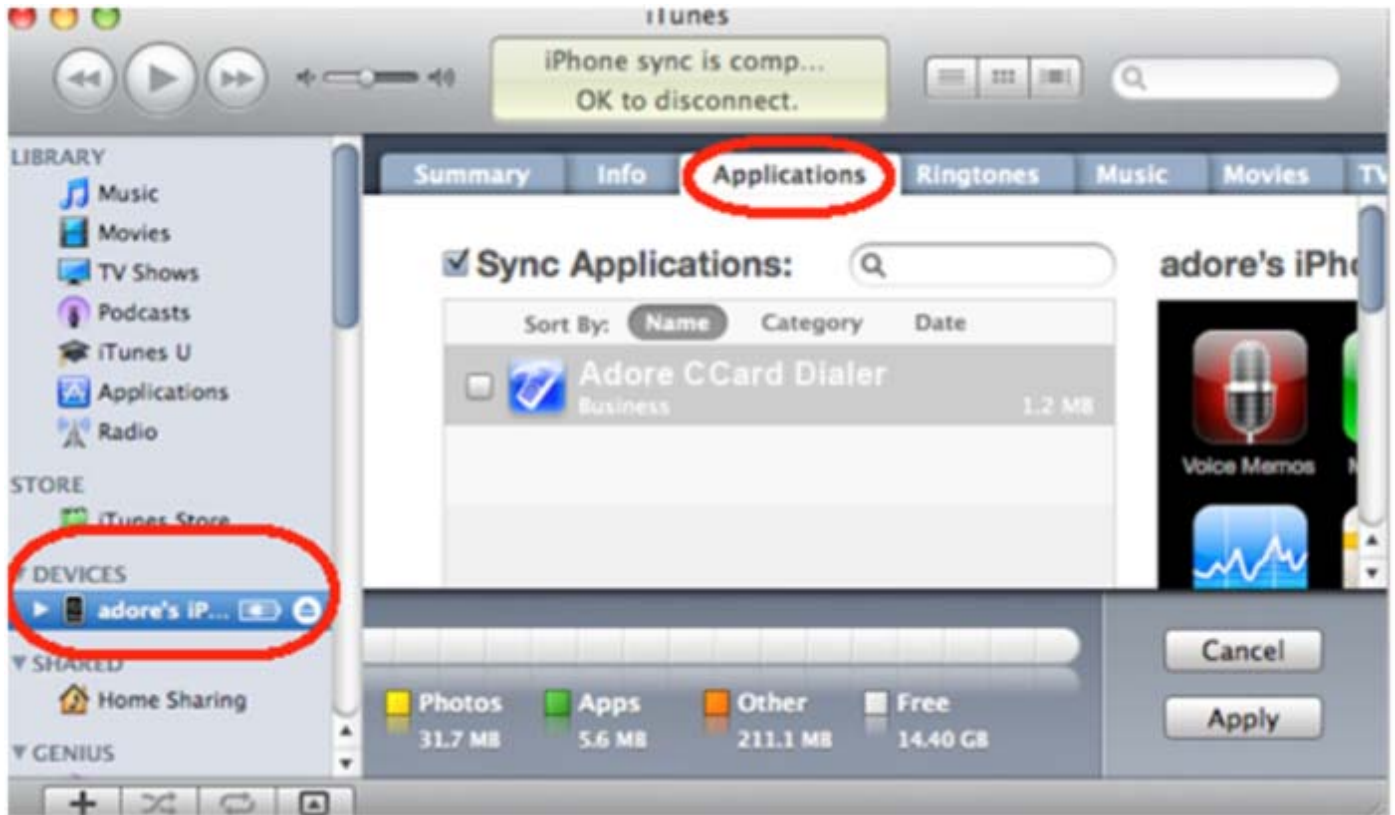 iTunes
iPhone sync is comp...
OK to disconnect.
LIBRARY
Music
Movies
TV Shows
Podcasts
iTunes U
Applications
Radio
STORE
iTunes Store
DEVICES
adore's iP...
SHARED
Home Sharing
GENIUS
Summary Info Applications Ringtones Music Movies TV
Sync Applications:
adore's iPho
Sort By: Name Category Date
Adore CCard Dialer
Business 1.2 MB
Voice Memos
Photos Apps Other Free
31.7 MB 5.6 MB 211.1 MB 14.40 GB
Cancel
Apply